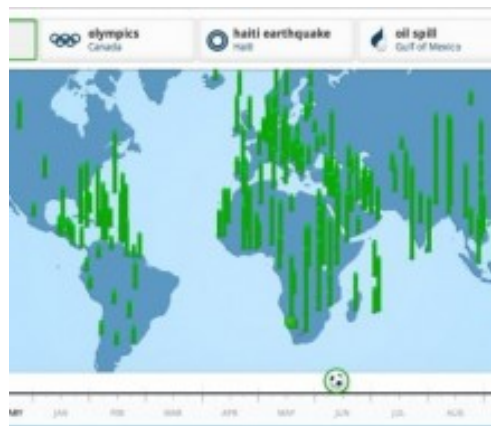 olympics
Canada
haiti earthquake
Haiti
oil spill
Gulf of Mexico
JAN
FEB
MAR
APR
MAY
JUN
JUL
AUG